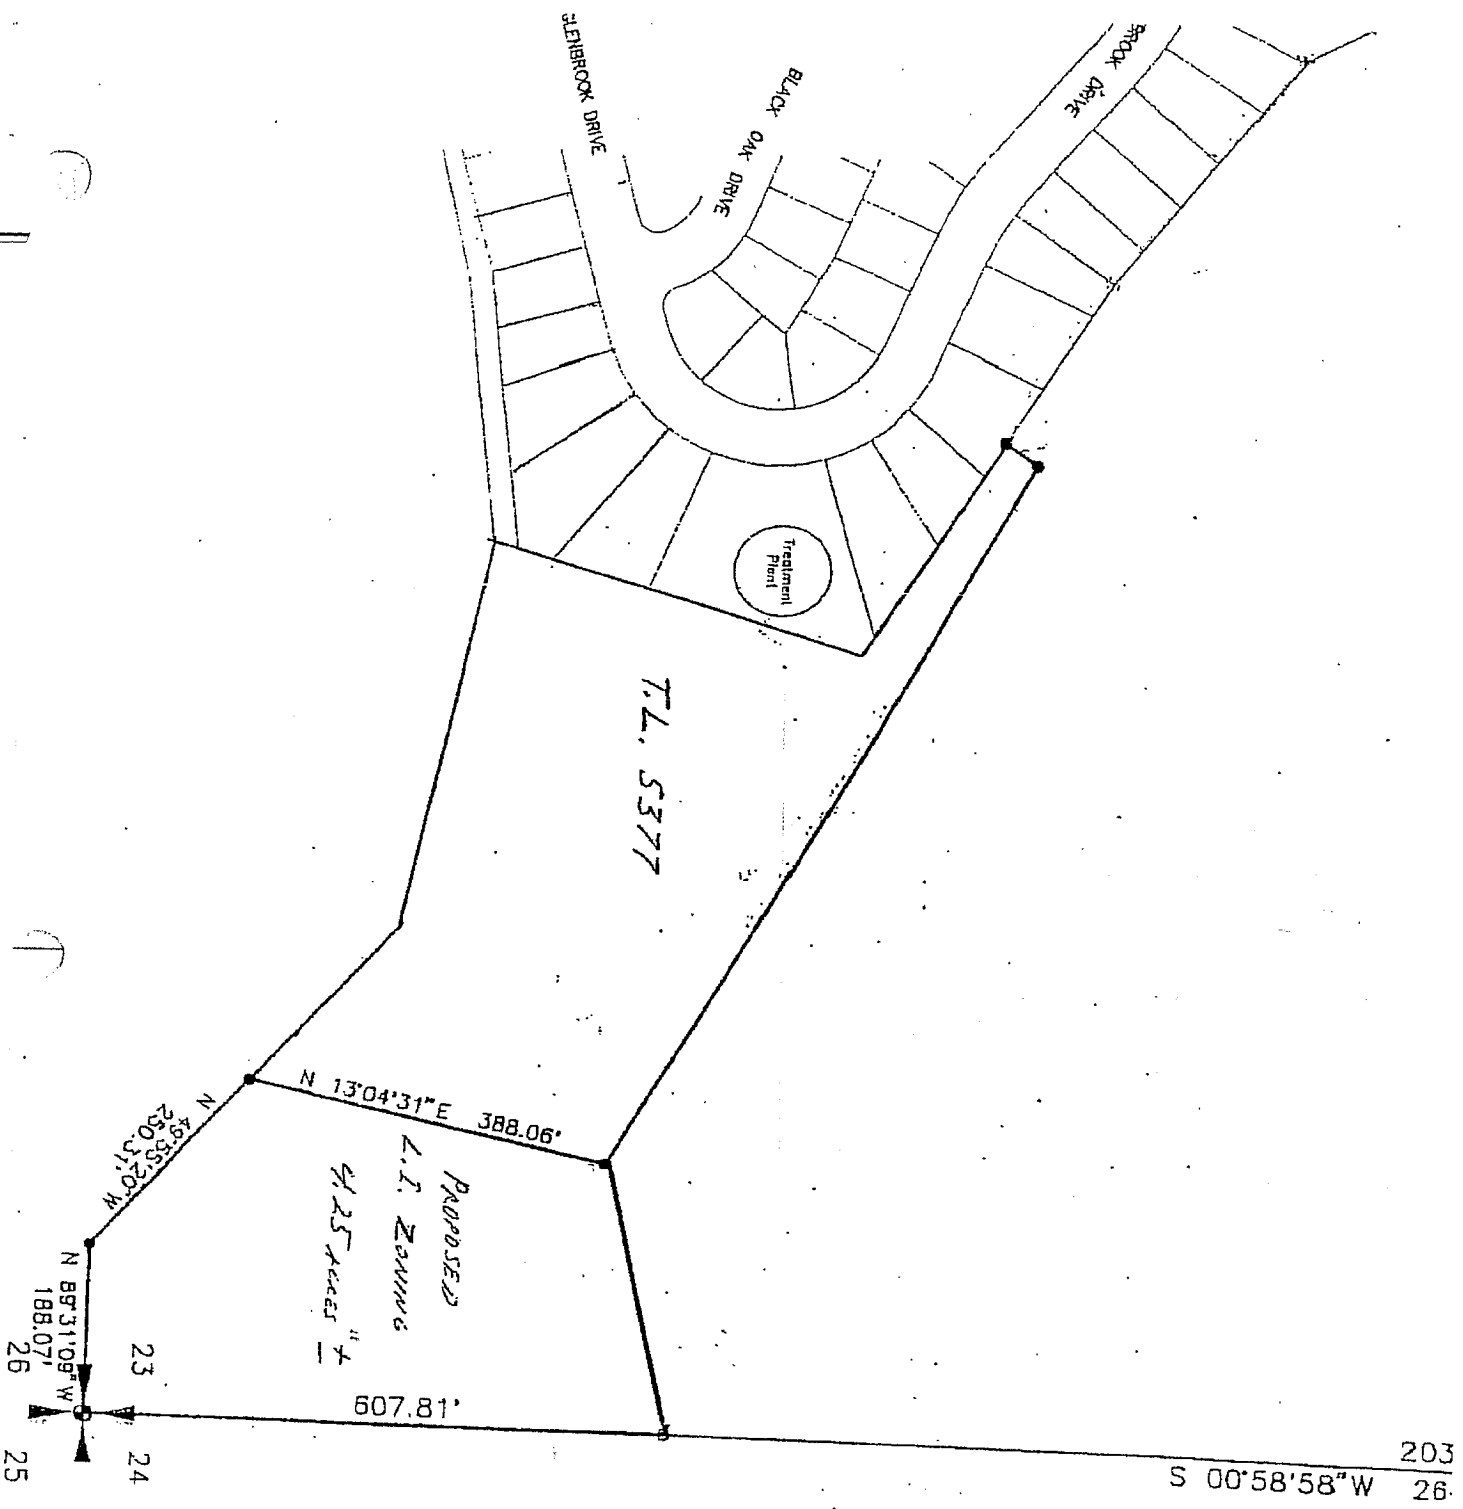 GLENBROOK DRIVE
BLACK OAK DRIVE
BROOK DRIVE
Treatment
Plant
T.L. 5377
N 13°04'31"E 388.06'
PROPOSED
L.I. ZONING
4.25 ACRES "±
N 49°55'20"W
250.31'
N 89°31'09"W
188.07'
23
26
24
25
607.81'
203
S 00°58'58"W 26